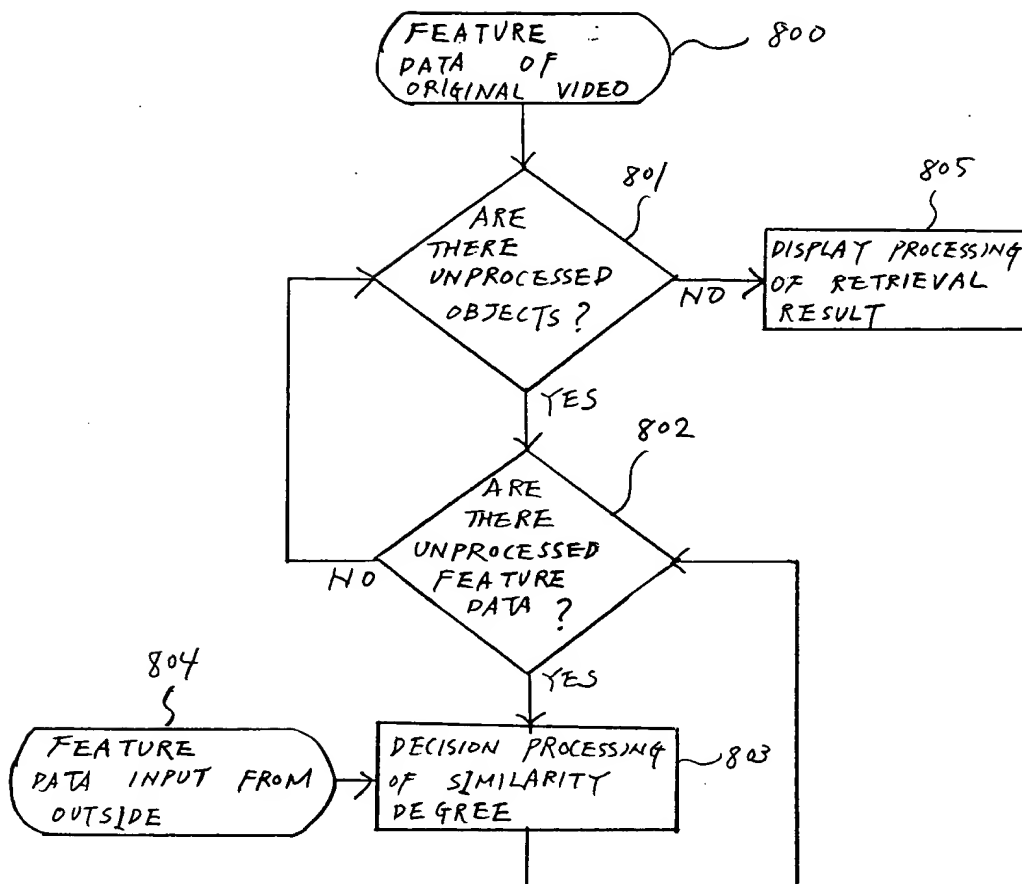 FEATURE
DATA OF
ORIGINAL VIDEO
800
801
ARE
THERE
UNPROCESSED
OBJECTS?
NO
805
DISPLAY PROCESSING
OF RETRIEVAL
RESULT
YES
802
ARE
THERE
UNPROCESSED
FEATURE
DATA?
NO
YES
804
FEATURE
DATA INPUT FROM
OUTSIDE
DECISION PROCESSING
OF SIMILARITY
DEGREE
803